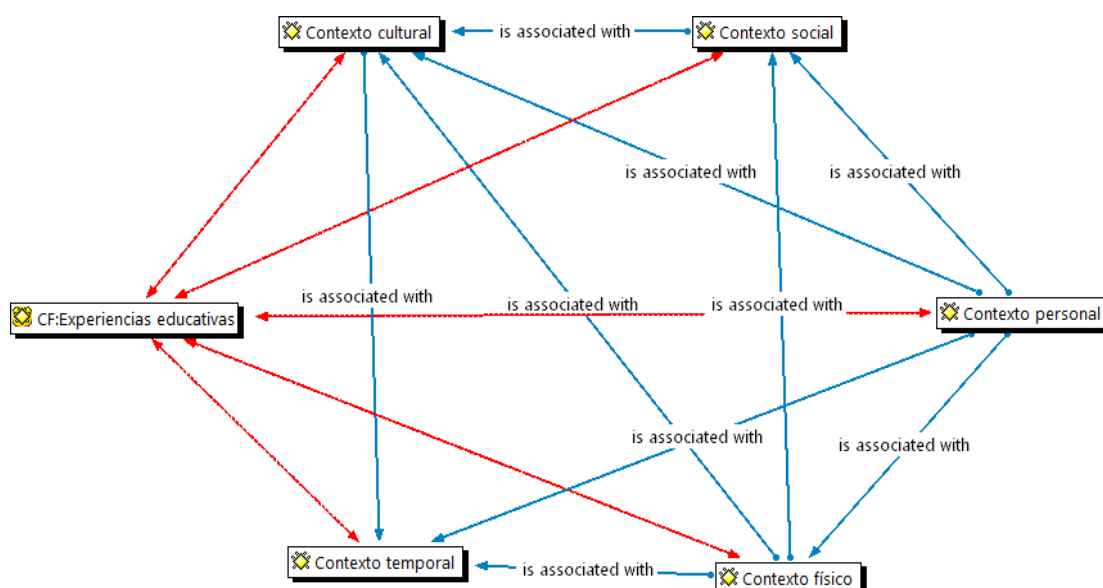 Contexto cultural
is associated with
Contexto social
is associated with
is associated with
is associated with
is associated with
is associated with
CF:Experiencias educativas
Contexto personal
is associated with
is associated with
Contexto temporal
is associated with
Contexto físico